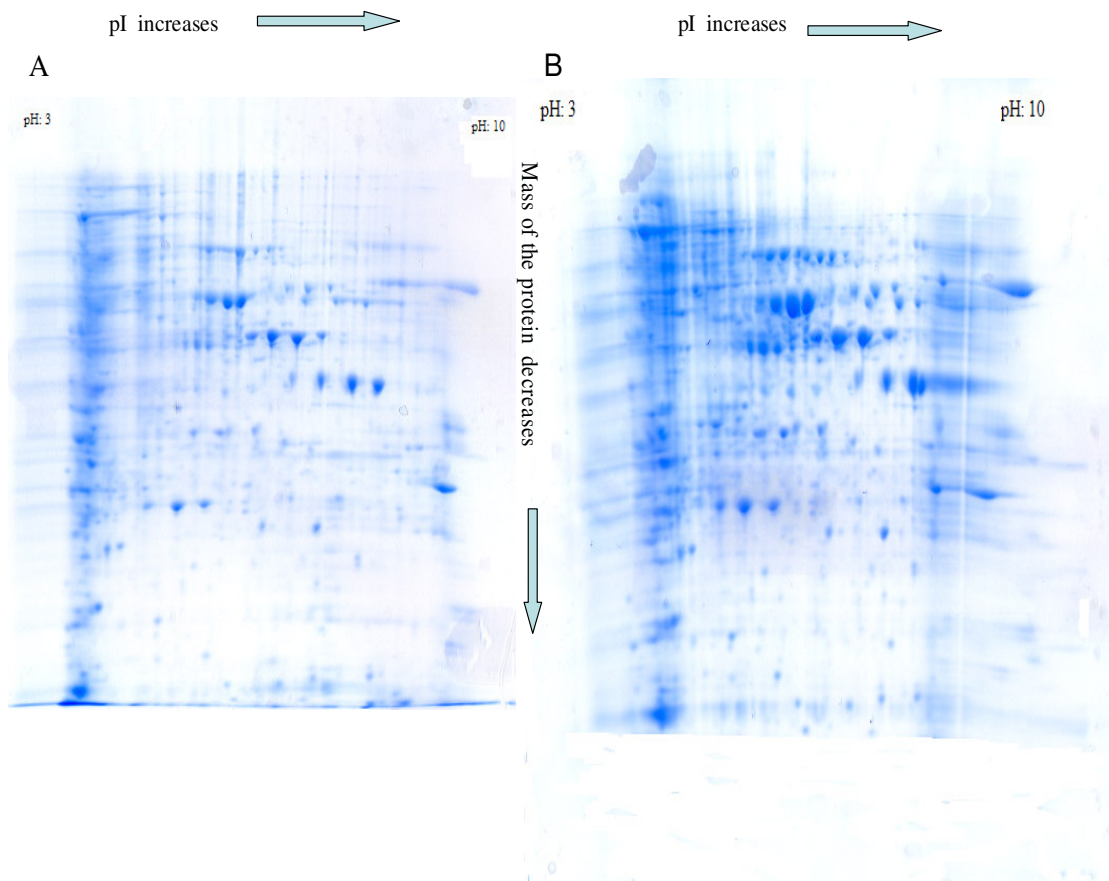 pI increases
pI increases
A
B
pH: 3
pH: 10
pH: 3
pH: 10
Mass of the protein decreases